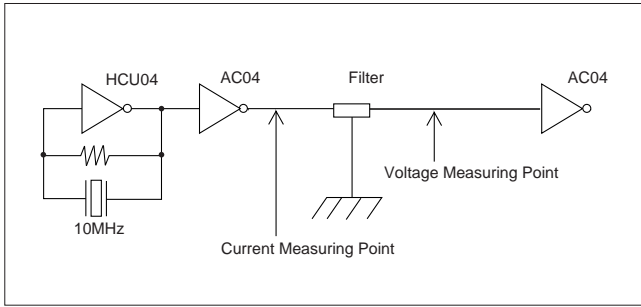 HCU04
AC04
Filter
AC04
Voltage Measuring Point
10MHz
Current Measuring Point